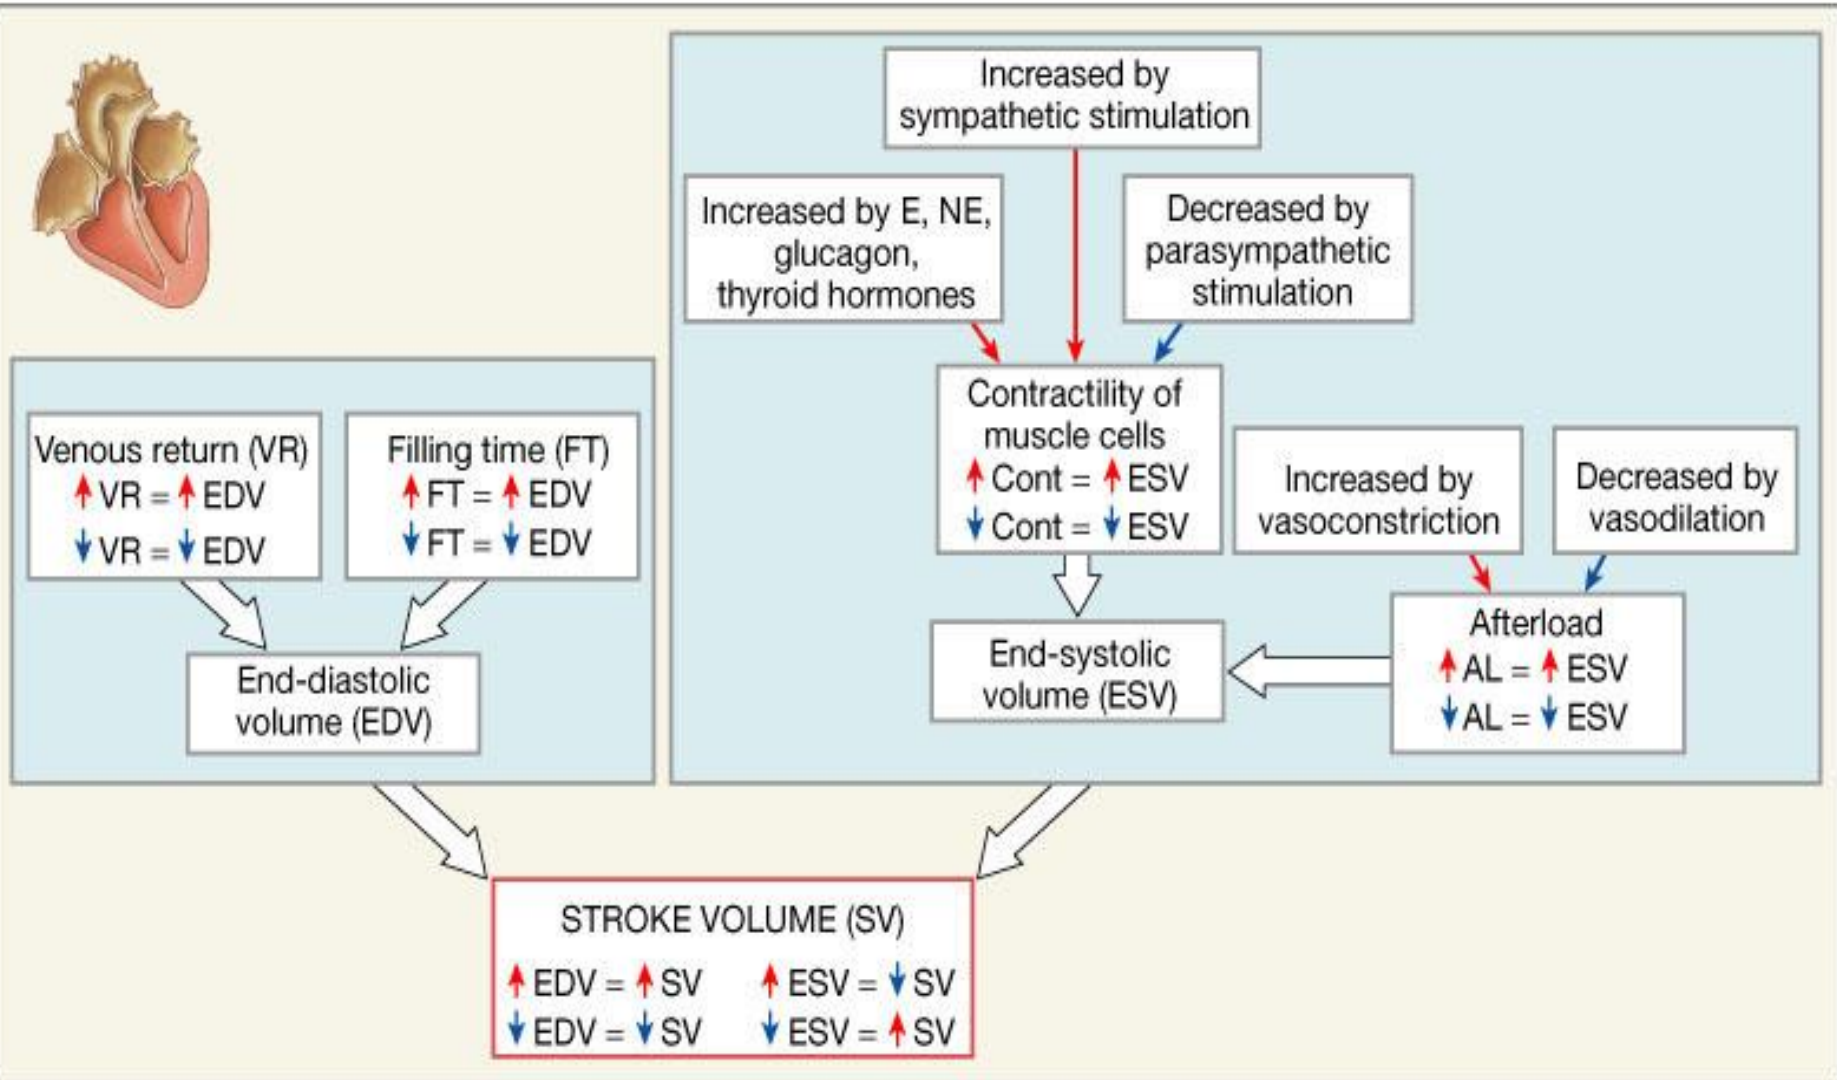 Increased by
sympathetic stimulation
Increased by E, NE,
glucagon,
thyroid hormones
Decreased by
parasympathetic
stimulation
Contractility of
muscle cells
↑ Cont = ↑ ESV
↓ Cont = ↓ ESV
Venous return (VR)
↑ VR = ↑ EDV
↓ VR = ↓ EDV
Filling time (FT)
↑ FT = ↑ EDV
↓ FT = ↓ EDV
Increased by
vasoconstriction
Decreased by
vasodilation
Afterload
↑ AL = ↑ ESV
↓ AL = ↓ ESV
End-diastolic
volume (EDV)
End-systolic
volume (ESV)
STROKE VOLUME (SV)
↑ EDV = ↑ SV ↑ ESV = ↓ SV
↓ EDV = ↓ SV ↓ ESV = ↑ SV